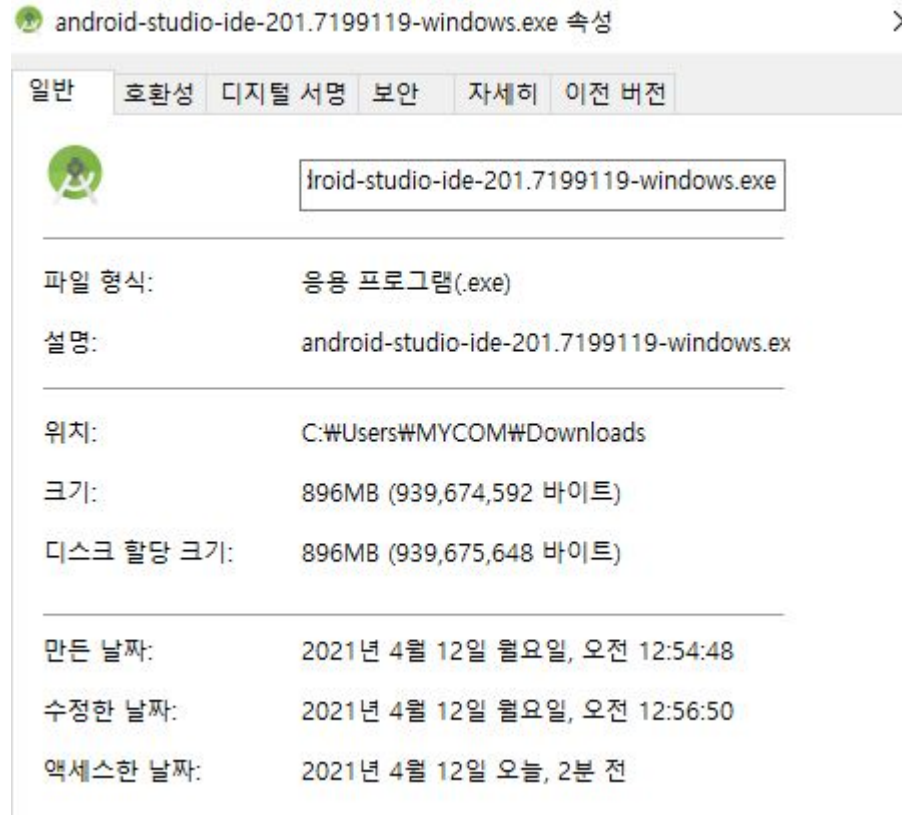 android-studio-ide-201.7199119-windows.exe 속성
일반 호환성 디지털 서명 보안 자세히 이전 버전
droid-studio-ide-201.7199119-windows.exe
파일 형식: 응용 프로그램(.exe)
설명: android-studio-ide-201.7199119-windows.ex
위치: C:₩Users₩MYCOM₩Downloads
크기: 896MB (939,674,592 바이트)
디스크 할당 크기: 896MB (939,675,648 바이트)
만든 날짜: 2021년 4월 12일 월요일, 오전 12:54:48
수정한 날짜: 2021년 4월 12일 월요일, 오전 12:56:50
액세스한 날짜: 2021년 4월 12일 오늘, 2분 전